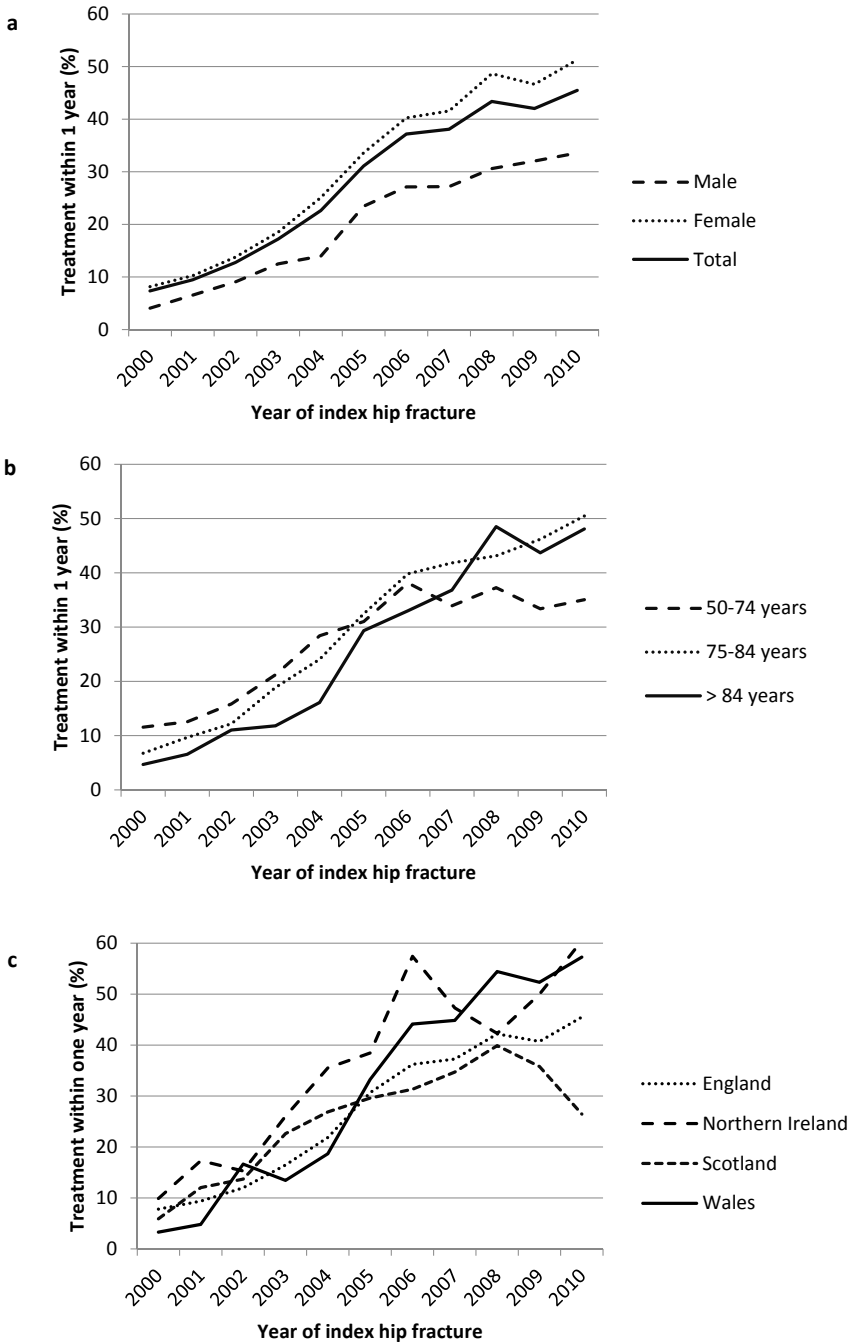 a
Treatment within 1 year (%)
60
50
40
30
20
10
0
2000
2001
2002
2003
2004
2005
2006
2007
2008
2009
2010
Year of index hip fracture
Male
Female
Total
b
Treatment within 1 year (%)
60
50
40
30
20
10
0
2000
2001
2002
2003
2004
2005
2006
2007
2008
2009
2010
Year of index hip fracture
50-74 years
75-84 years
> 84 years
c
Treatment within one year (%)
60
50
40
30
20
10
0
2000
2001
2002
2003
2004
2005
2006
2007
2008
2009
2010
Year of index hip fracture
England
Northern Ireland
Scotland
Wales